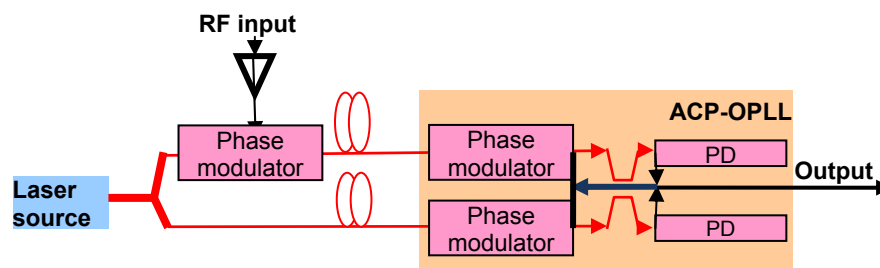 RF input
ACP-OPLL
Phase
modulator
Phase
modulator
PD
Output
Laser
source
Phase
modulator
PD